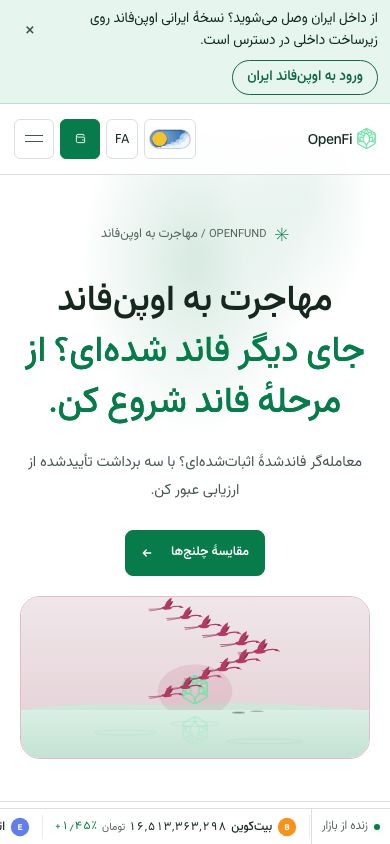 از داخل ایران وصل می‌شوید؟ نسخهٔ ایرانی اوپن‌فاند روی
زیرساخت داخلی در دسترس است.
×
ورود به اوپن‌فاند ایران
OpenFi
FA
OPENFUND / مهاجرت به اوپن‌فاند
مهاجرت به اوپن‌فاند
جای دیگر فاند شده‌ای؟ از
مرحلهٔ فاند شروع کن.
معامله‌گر فاندشدهٔ اثبات‌شده‌ای؟ با سه برداشت تأییدشده از
ارزیابی عبور کن.
مقایسهٔ چلنج‌ها ←
زنده از بازار B بیت‌کوین ۱۶,۵۱۳,۳۶۳,۲۹۸ تومان +۱٫۴۵٪ E